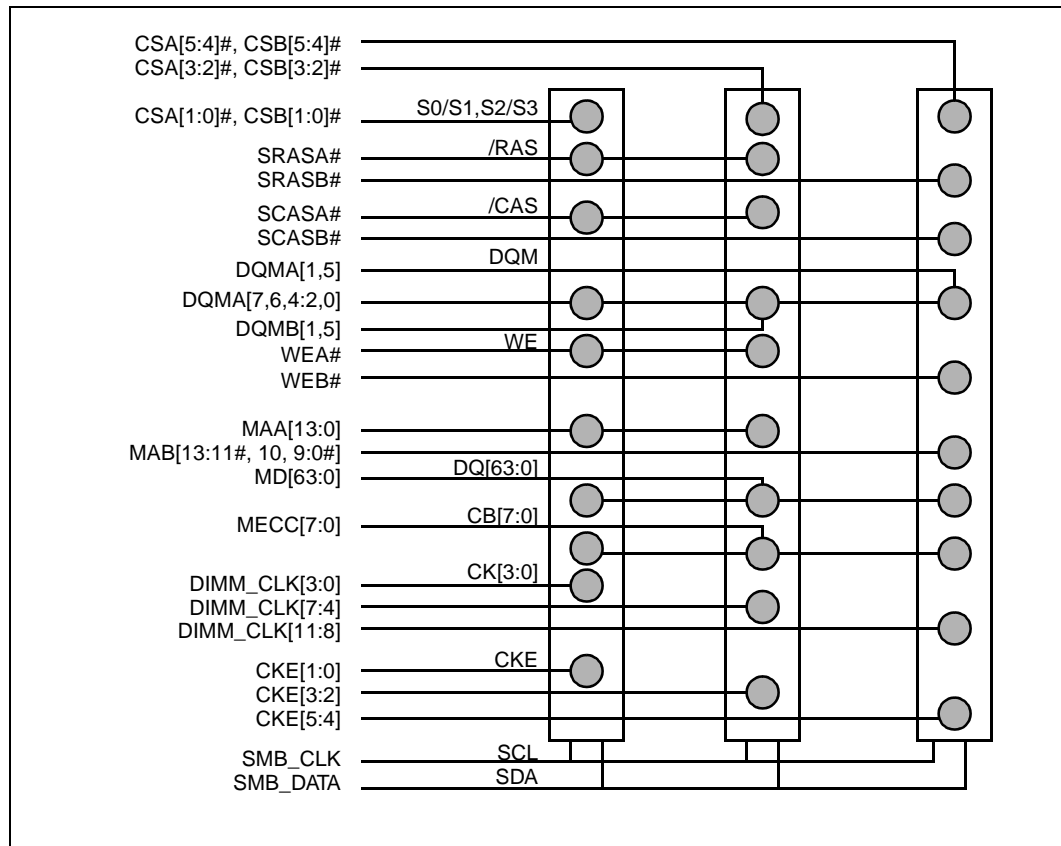 CSA[5:4]#, CSB[5:4]#
CSA[3:2]#, CSB[3:2]#
CSA[1:0]#, CSB[1:0]# S0/S1,S2/S3
SRASA# /RAS
SRASB#
SCASA# /CAS
SCASB#
DQM
DQMA[1,5]
DQMA[7,6,4:2,0]
DQMB[1,5]
WEA# WE
WEB#
MAA[13:0]
MAB[13:11#, 10, 9:0#]
MD[63:0] DQ[63:0]
MECC[7:0] CB[7:0]
DIMM_CLK[3:0] CK[3:0]
DIMM_CLK[7:4]
DIMM_CLK[11:8]
CKE[1:0] CKE
CKE[3:2]
CKE[5:4]
SMB_CLK SCL
SMB_DATA SDA